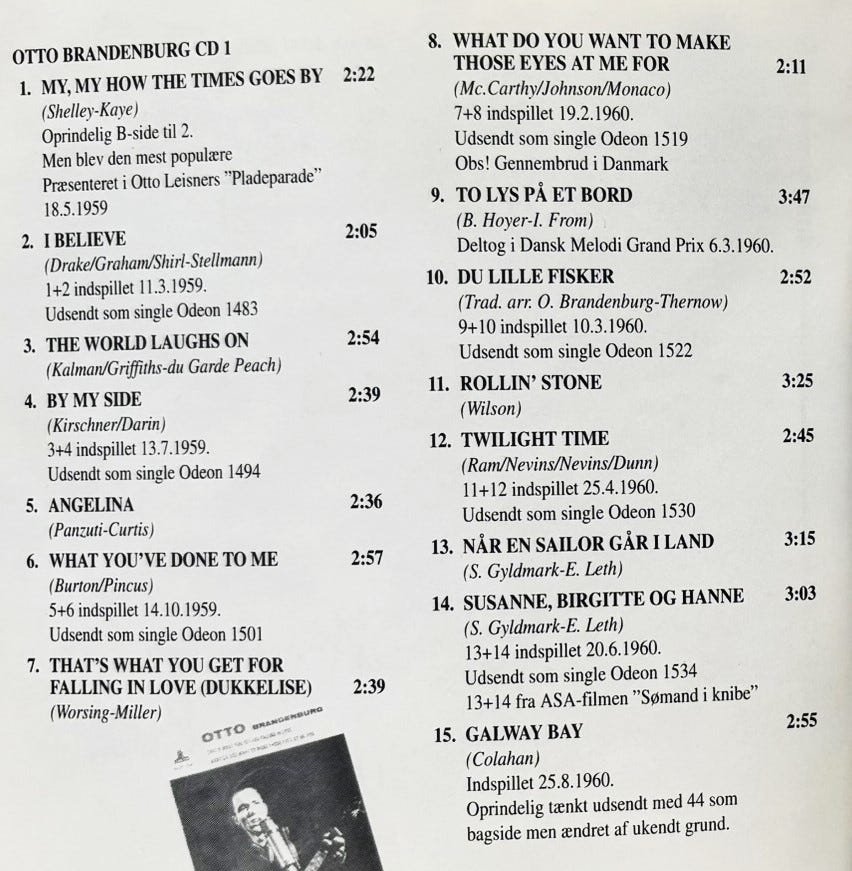 OTTO BRANDENBURG CD 1
1. MY, MY HOW THE TIMES GOES BY 2:22
(Shelley-Kaye)
Oprindelig B-side til 2.
Men blev den mest populære
Præsenteret i Otto Leisners ”Pladeparade”
18.5.1959
2. I BELIEVE 2:05
(Drake/Graham/Shirl-Stellmann)
1+2 indspillet 11.3.1959.
Udsendt som single Odeon 1483
3. THE WORLD LAUGHS ON 2:54
(Kalman/Griffiths-du Garde Peach)
4. BY MY SIDE 2:39
(Kirschner/Darin)
3+4 indspillet 13.7.1959.
Udsendt som single Odeon 1494
5. ANGELINA 2:36
(Panzuti-Curtis)
6. WHAT YOU’VE DONE TO ME 2:57
(Burton/Pincus)
5+6 indspillet 14.10.1959.
Udsendt som single Odeon 1501
7. THAT’S WHAT YOU GET FOR
FALLING IN LOVE (DUKKELISE) 2:39
(Worsing-Miller)
OTTO BRANDENBURG
8. WHAT DO YOU WANT TO MAKE
THOSE EYES AT ME FOR 2:11
(Mc.Carthy/Johnson/Monaco)
7+8 indspillet 19.2.1960.
Udsendt som single Odeon 1519
Obs! Gennembrud i Danmark
9. TO LYS PÅ ET BORD 3:47
(B. Hoyer-I. From)
Deltog i Dansk Melodi Grand Prix 6.3.1960.
10. DU LILLE FISKER 2:52
(Trad. arr. O. Brandenburg-Thernow)
9+10 indspillet 10.3.1960.
Udsendt som single Odeon 1522
11. ROLLIN’ STONE 3:25
(Wilson)
12. TWILIGHT TIME 2:45
(Ram/Nevins/Nevins/Dunn)
11+12 indspillet 25.4.1960.
Udsendt som single Odeon 1530
13. NÅR EN SAILOR GÅR I LAND 3:15
(S. Gyldmark-E. Leth)
14. SUSANNE, BIRGITTE OG HANNE 3:03
(S. Gyldmark-E. Leth)
13+14 indspillet 20.6.1960.
Udsendt som single Odeon 1534
13+14 fra ASA-filmen ”Sømand i knibe”
15. GALWAY BAY 2:55
(Colahan)
Indspillet 25.8.1960.
Oprindelig tænkt udsendt med 44 som
bagside men ændret af ukendt grund.